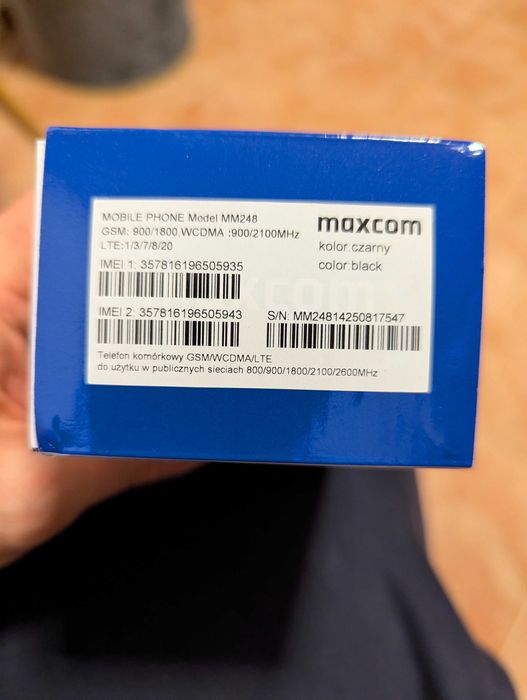 MOBILE PHONE Model MM248
GSM: 900/1800,WCDMA :900/2100MHz
LTE:1/3/7/8/20
maxcom
kolor:czarny
color:black
IMEI 1: 357816196505935
IMEI 2: 357816196505943
S/N: MM24814250817547
Telefon komórkowy GSM/WCDMA/LTE
do użytku w publicznych sieciach 800/900/1800/2100/2600MHz